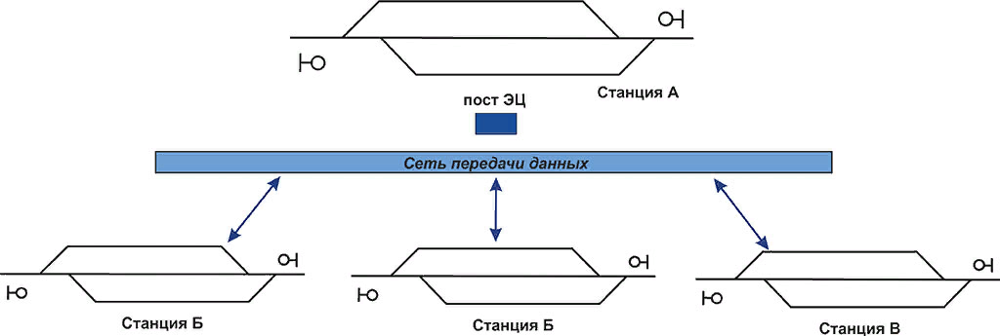 Станция А
пост ЭЦ
Сеть передачи данных
Станция Б
Станция Б
Станция В